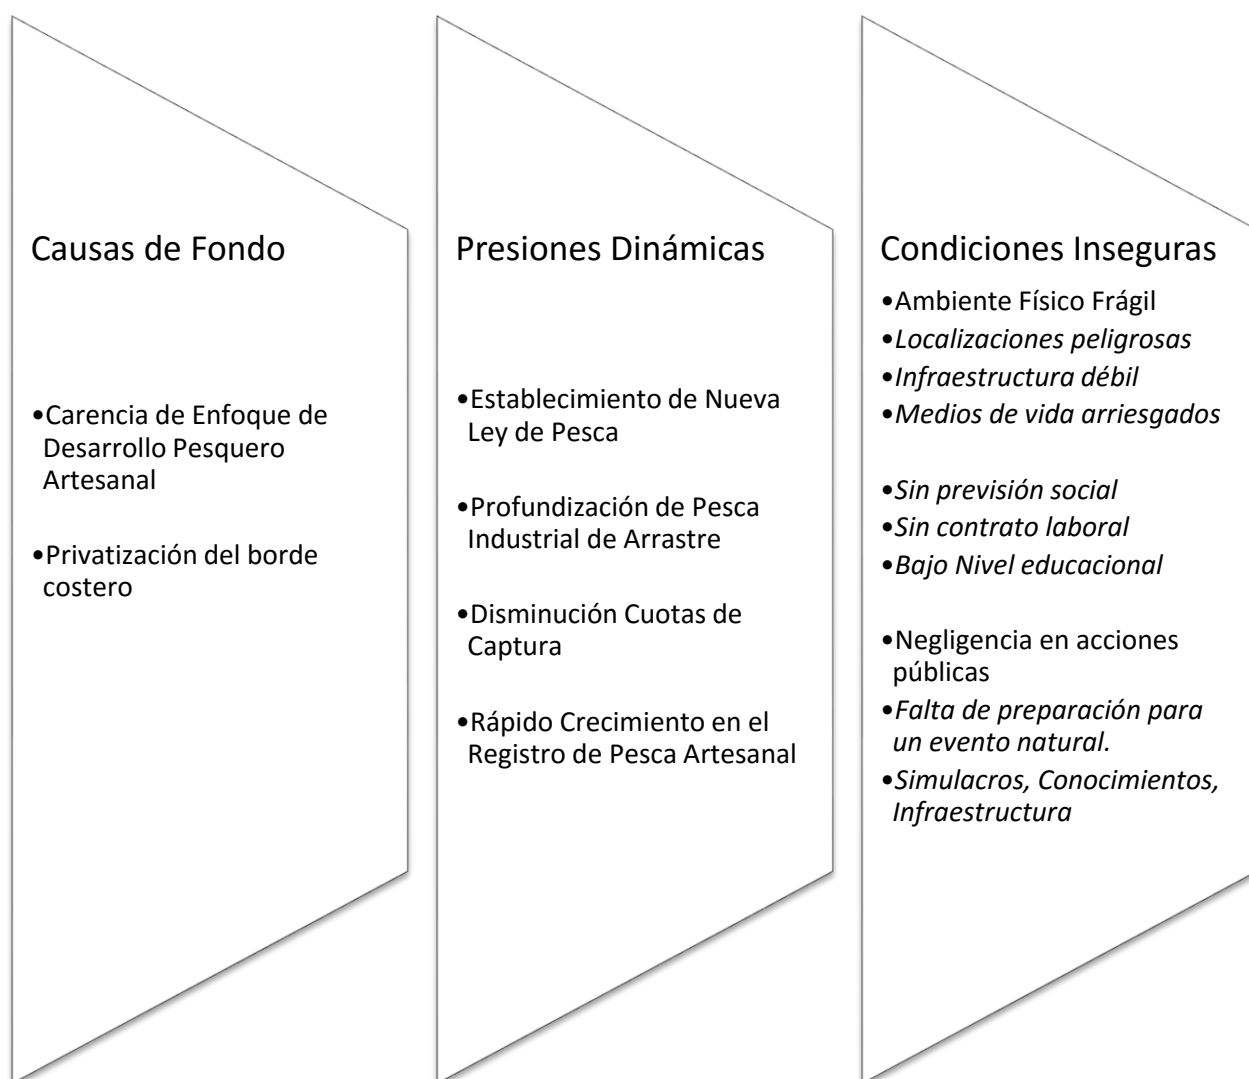 Causas de Fondo
•Carencia de Enfoque de
Desarrollo Pesquero
Artesanal
•Privatización del borde
costero
Presiones Dinámicas
•Establecimiento de Nueva
Ley de Pesca
•Profundización de Pesca
Industrial de Arrastre
•Disminución Cuotas de
Captura
•Rápido Crecimiento en el
Registro de Pesca Artesanal
Condiciones Inseguras
•Ambiente Físico Frágil
•Localizaciones peligrosas
•Infraestructura débil
•Medios de vida arriesgados
•Sin previsión social
•Sin contrato laboral
•Bajo Nivel educacional
•Negligencia en acciones
públicas
•Falta de preparación para
un evento natural.
•Simulacros, Conocimientos,
Infraestructura